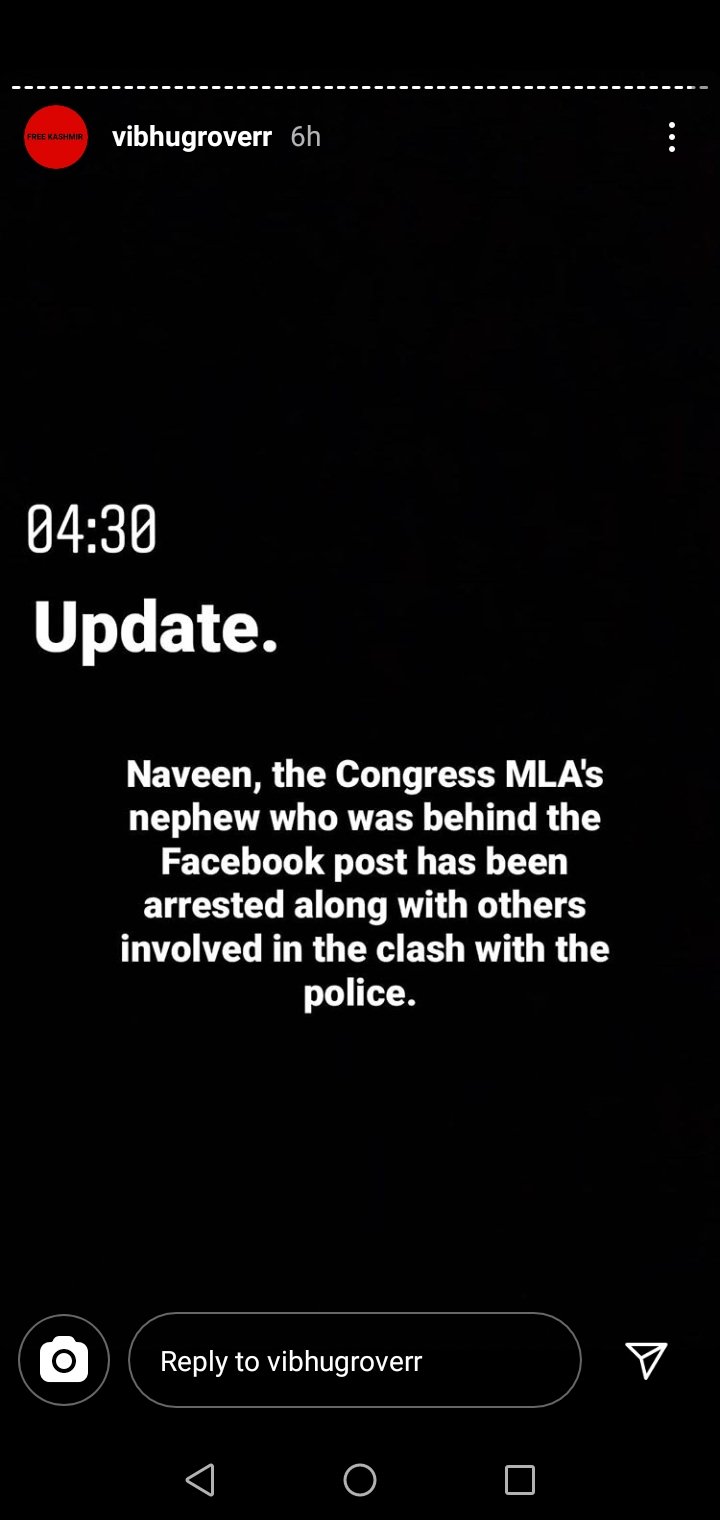 FREE KASHMIR
vibhugroverr 6h
04:30
Update.
Naveen, the Congress MLA's
nephew who was behind the
Facebook post has been
arrested along with others
involved in the clash with the
police.
Reply to vibhugroverr